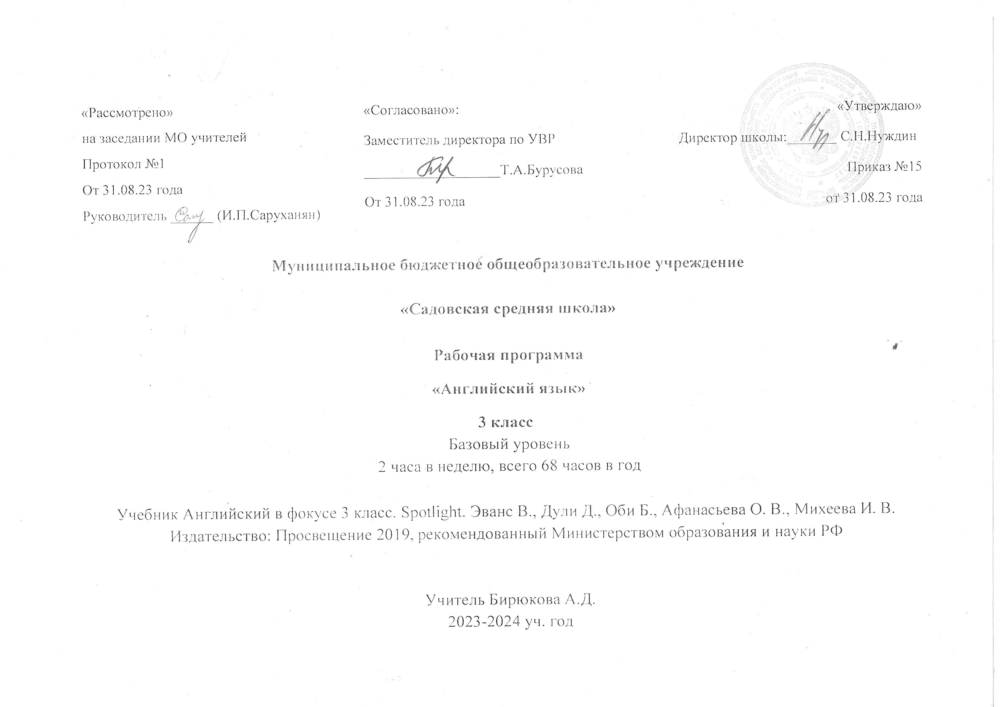 «Рассмотрено»
на заседании МО учителей
Протокол №1
От 31.08.23 года
Руководитель ______ (И.П.Саруханян)
«Согласовано»:
Заместитель директора по УВР
____________________Т.А.Бурусова
От 31.08.23 года
«Утверждаю»
Директор школы:_______ С.Н.Нуждин
Приказ №15
от 31.08.23 года
Муниципальное бюджетное общеобразовательное учреждение
«Садовская средняя школа»
Рабочая программа
«Английский язык»
3 класс
Базовый уровень
2 часа в неделю, всего 68 часов в год
Учебник Английский в фокусе 3 класс. Spotlight. Эванс В., Дули Д., Оби Б., Афанасьева О. В., Михеева И. В.
Издательство: Просвещение 2019, рекомендованный Министерством образования и науки РФ
Учитель Бирюкова А.Д.
2023-2024 уч. год